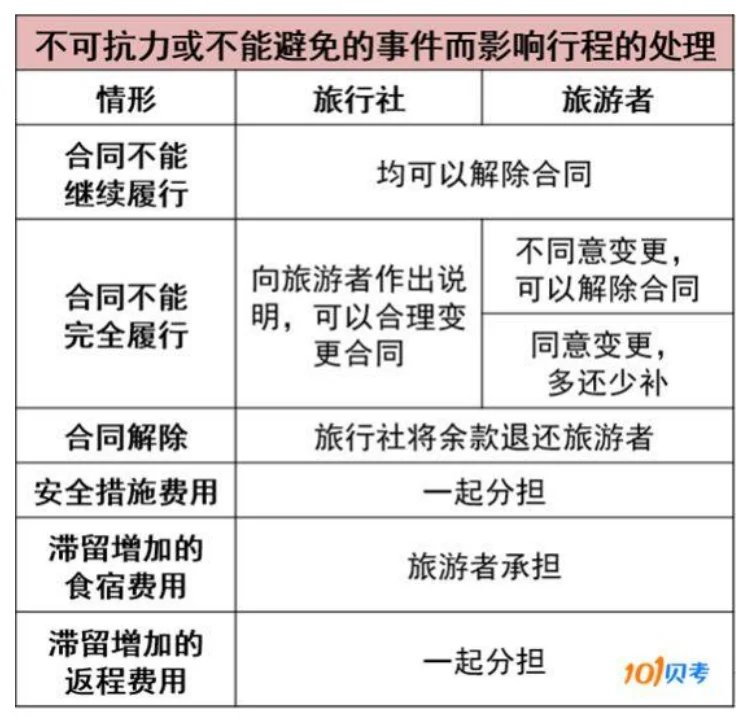 不可抗力或不能避免的事件而影响行程的处理
情形
旅行社
旅游者
合同不能
继续履行
均可以解除合同
合同不能
完全履行
向旅游者作出说
明，可以合理变
更合同
不同意变更，
可以解除合同
同意变更，
多还少补
合同解除
旅行社将余款退还旅游者
安全措施费用
一起分担
滞留增加的
食宿费用
旅游者承担
滞留增加的
返程费用
一起分担
101贝考